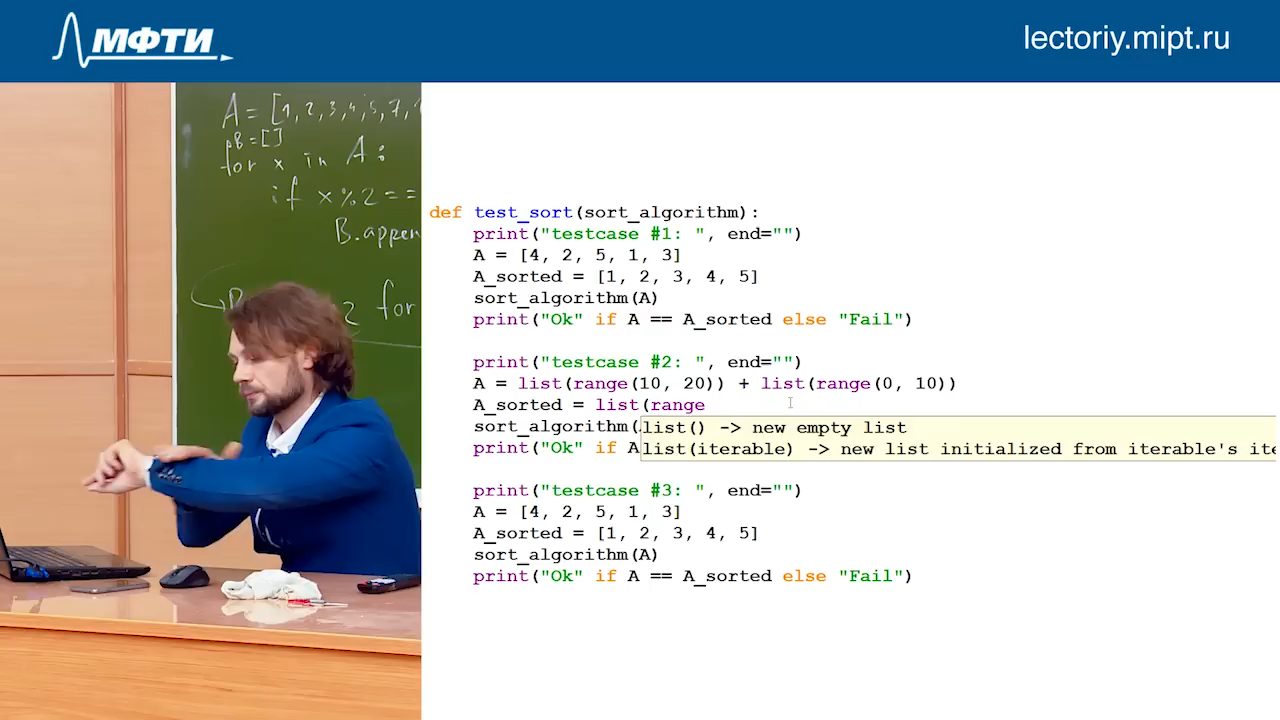 МФТИ
lectoriy.mipt.ru
A = [1, 2, 3, 4, 5, 7,
B = []
for x in A:
if x%2 ==
B.appen
for
def test_sort(sort_algorithm):
print("testcase #1: ", end="")
A = [4, 2, 5, 1, 3]
A_sorted = [1, 2, 3, 4, 5]
sort_algorithm(A)
print("Ok" if A == A_sorted else "Fail")
print("testcase #2: ", end="")
A = list(range(10, 20)) + list(range(0, 10))
A_sorted = list(range
sort_algorithm(
list() -> new empty list
print("Ok" if A
list(iterable) -> new list initialized from iterable's ite
print("testcase #3: ", end="")
A = [4, 2, 5, 1, 3]
A_sorted = [1, 2, 3, 4, 5]
sort_algorithm(A)
print("Ok" if A == A_sorted else "Fail")